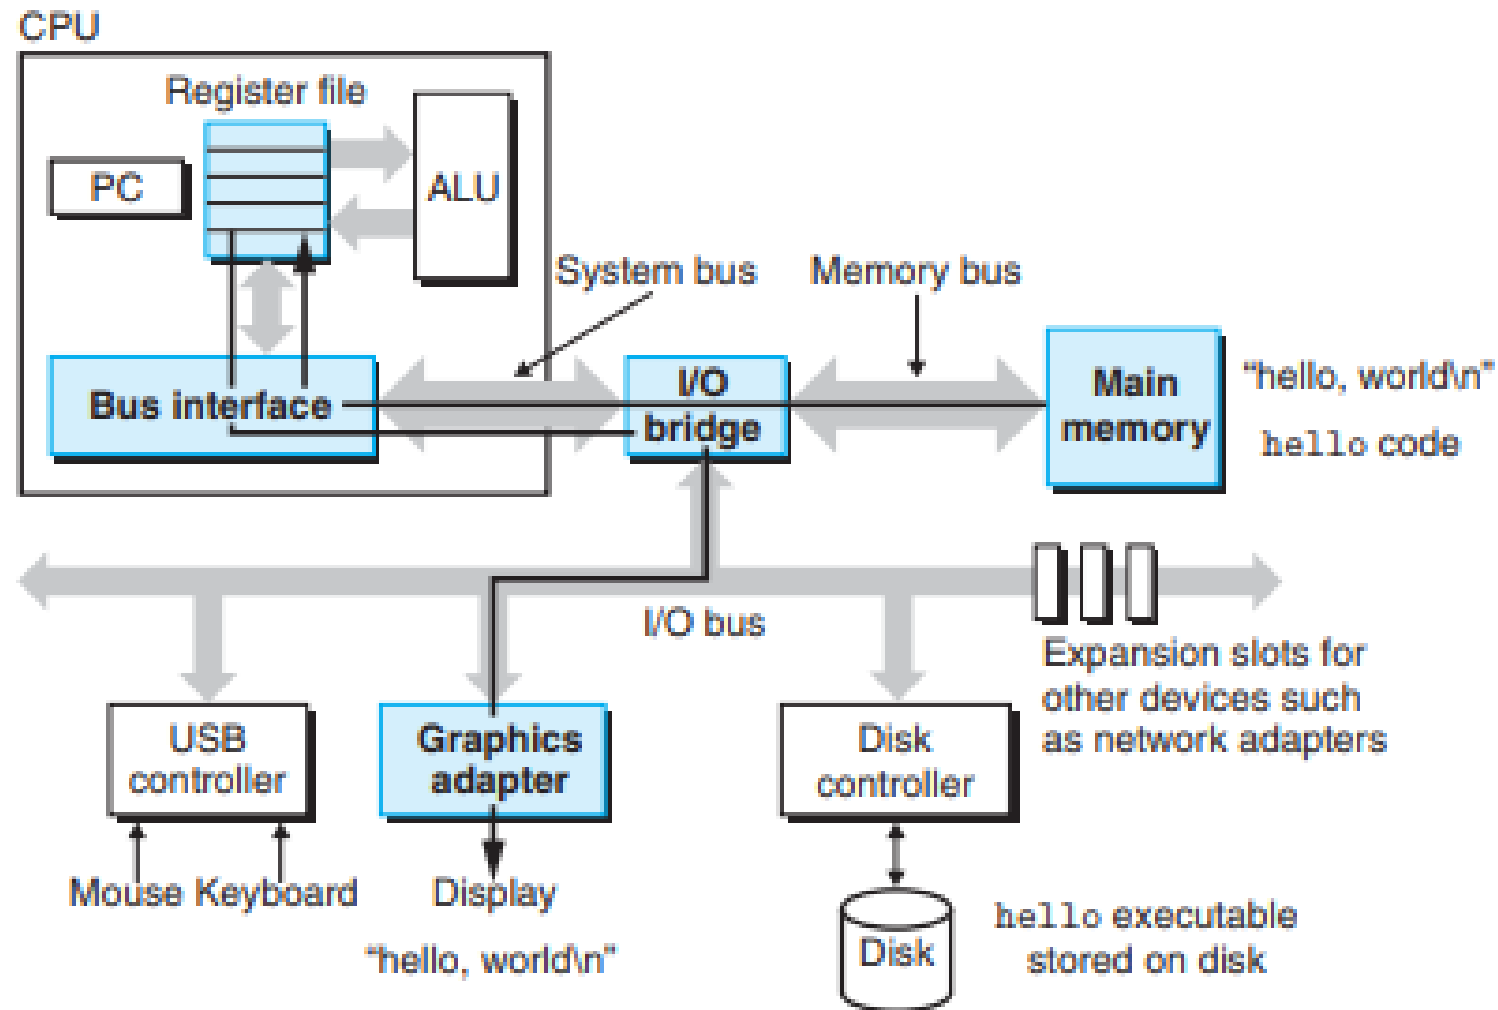 CPU
Register file
PC
ALU
System bus
Memory bus
Bus interface
I/O
bridge
Main
memory
"hello, world\n"
hello code
I/O bus
Expansion slots for
other devices such
as network adapters
USB
controller
Graphics
adapter
Disk
controller
Mouse Keyboard
Display
"hello, world\n"
Disk
hello executable
stored on disk